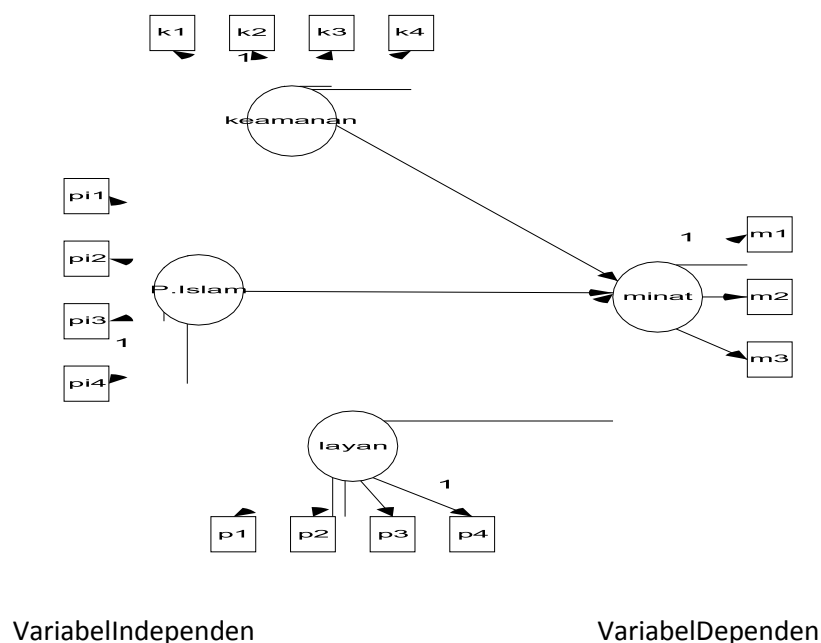 k1 k2 k3 k4
1
keamanan
pi1
pi2
pi3
1
pi4
P.Islam
1
minat
m1
m2
m3
layan
1
p1 p2 p3 p4
VariabelIndependen VariabelDependen